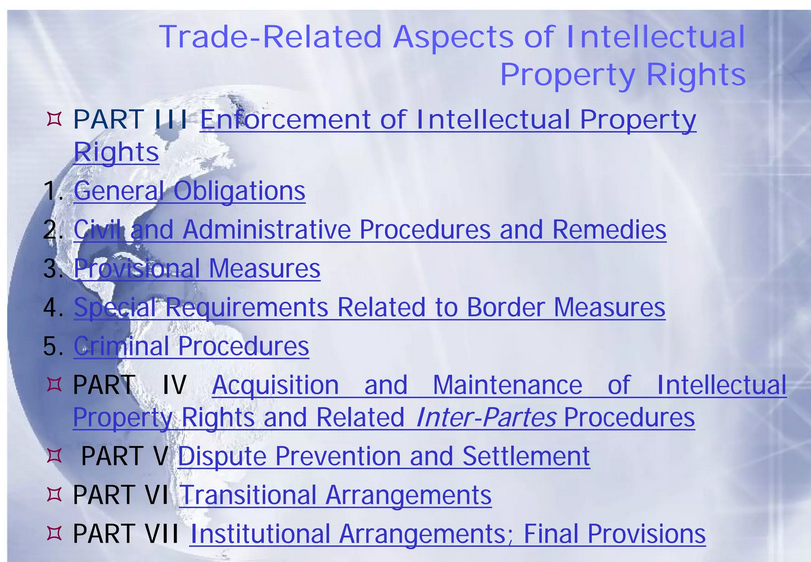 Trade-Related Aspects of Intellectual
Property Rights
¤ PART III Enforcement of Intellectual Property
Rights
1. General Obligations
2. Civil and Administrative Procedures and Remedies
3. Provisional Measures
4. Special Requirements Related to Border Measures
5. Criminal Procedures
¤ PART IV Acquisition and Maintenance of Intellectual
Property Rights and Related Inter-Partes Procedures
¤ PART V Dispute Prevention and Settlement
¤ PART VI Transitional Arrangements
¤ PART VII Institutional Arrangements; Final Provisions